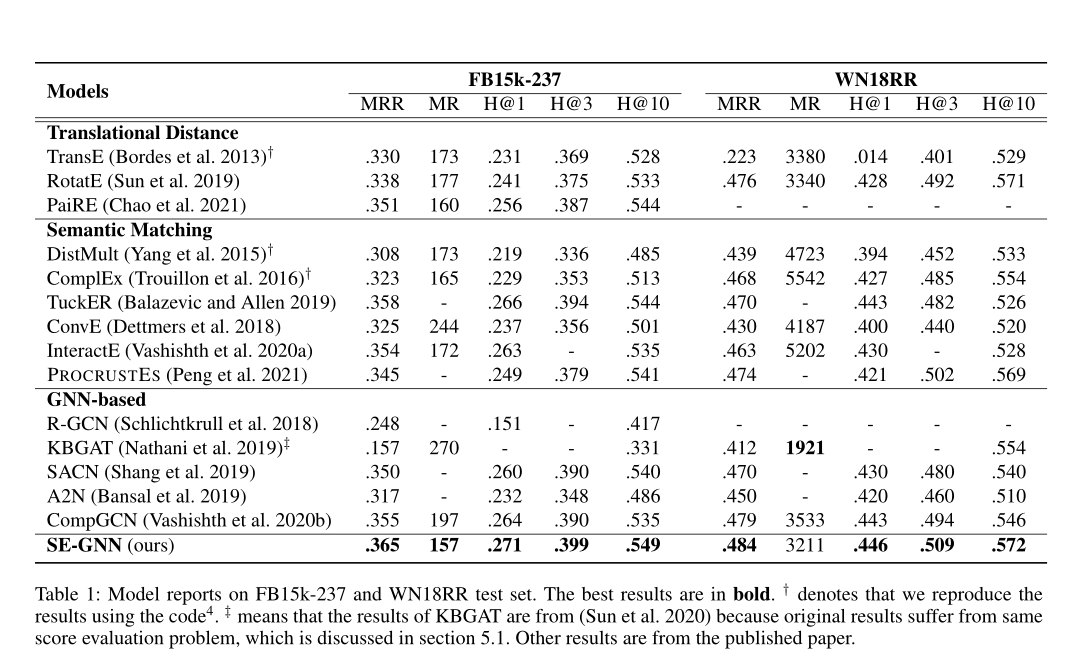 Models FB15k-237 WN18RR
MRR MR H@1 H@3 H@10 MRR MR H@1 H@3 H@10
Translational Distance
TransE (Bordes et al. 2013)† .330 173 .231 .369 .528 .223 3380 .014 .401 .529
RotatE (Sun et al. 2019) .338 177 .241 .375 .533 .476 3340 .428 .492 .571
PaiRE (Chao et al. 2021) .351 160 .256 .387 .544 - - - - -
Semantic Matching
DistMult (Yang et al. 2015)† .308 173 .219 .336 .485 .439 4723 .394 .452 .533
ComplEx (Trouillon et al. 2016)† .323 165 .229 .353 .513 .468 5542 .427 .485 .554
TuckER (Balazevic and Allen 2019) .358 - .266 .394 .544 .470 - .443 .482 .526
ConvE (Dettmers et al. 2018) .325 244 .237 .356 .501 .430 4187 .400 .440 .520
InteractE (Vashishth et al. 2020a) .354 172 .263 - .535 .463 5202 .430 - .528
PROCRUSTES (Peng et al. 2021) .345 - .249 .379 .541 .474 - .421 .502 .569
GNN-based
R-GCN (Schlichtkrull et al. 2018) .248 - .151 - .417 - - - - -
KBGAT (Nathani et al. 2019)‡ .157 270 - - .331 .412 1921 - - .554
SACN (Shang et al. 2019) .350 - .260 .390 .540 .470 - .430 .480 .540
A2N (Bansal et al. 2019) .317 - .232 .348 .486 .450 - .420 .460 .510
CompGCN (Vashishth et al. 2020b) .355 197 .264 .390 .535 .479 3533 .443 .494 .546
SE-GNN (ours) .365 157 .271 .399 .549 .484 3211 .446 .509 .572
Table 1: Model reports on FB15k-237 and WN18RR test set. The best results are in bold. † denotes that we reproduce the
results using the code⁴. ‡ means that the results of KBGAT are from (Sun et al. 2020) because original results suffer from same
score evaluation problem, which is discussed in section 5.1. Other results are from the published paper.